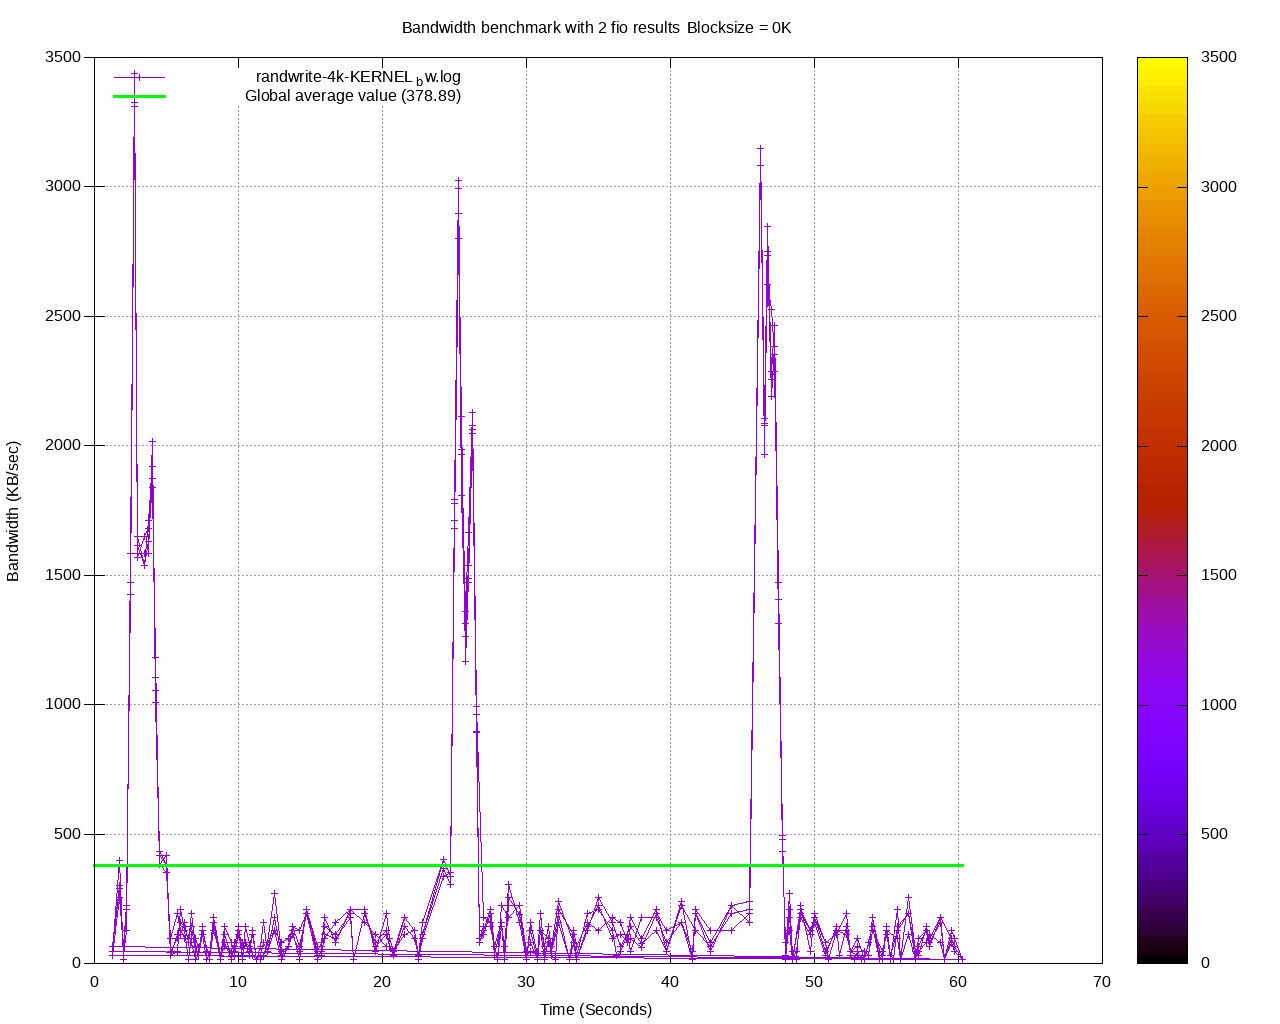 Bandwidth benchmark with 2 fio results Blocksize = 0K
randwrite-4k-KERNEL_bw.log
Global average value (378.89)
Bandwidth (KB/sec)
3500
3000
2500
2000
1500
1000
500
0
0 10 20 30 40 50 60 70
Time (Seconds)
3500
3000
2500
2000
1500
1000
500
0